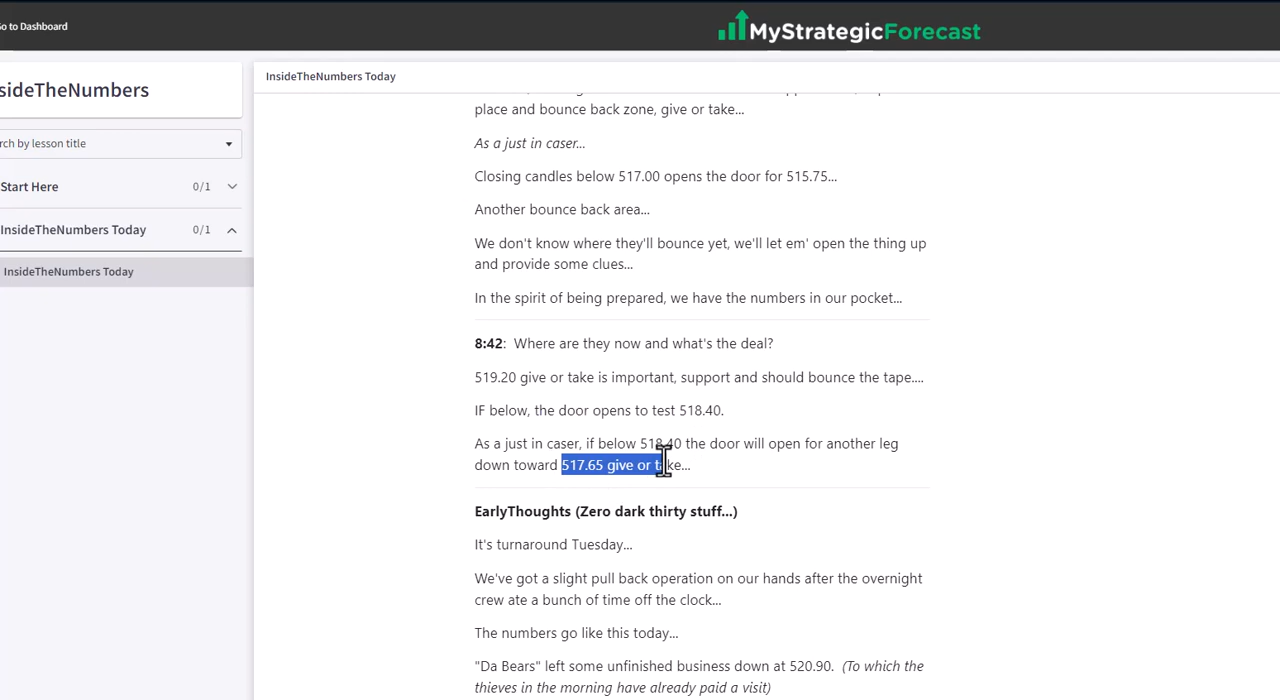 o to Dashboard
MyStrategicForecast
sideTheNumbers
InsideTheNumbers Today
rch by lesson title
Start Here 0/1
InsideTheNumbers Today 0/1
InsideTheNumbers Today
place and bounce back zone, give or take...
As a just in caser...
Closing candles below 517.00 opens the door for 515.75...
Another bounce back area...
We don't know where they'll bounce yet, we'll let em' open the thing up
and provide some clues...
In the spirit of being prepared, we have the numbers in our pocket...
8:42:  Where are they now and what's the deal?
519.20 give or take is important, support and should bounce the tape....
IF below, the door opens to test 518.40.
As a just in caser, if below 518.40 the door will open for another leg
down toward 517.65 give or take...
EarlyThoughts (Zero dark thirty stuff...)
It's turnaround Tuesday...
We've got a slight pull back operation on our hands after the overnight
crew ate a bunch of time off the clock...
The numbers go like this today...
"Da Bears" left some unfinished business down at 520.90.  (To which the
thieves in the morning have already paid a visit)